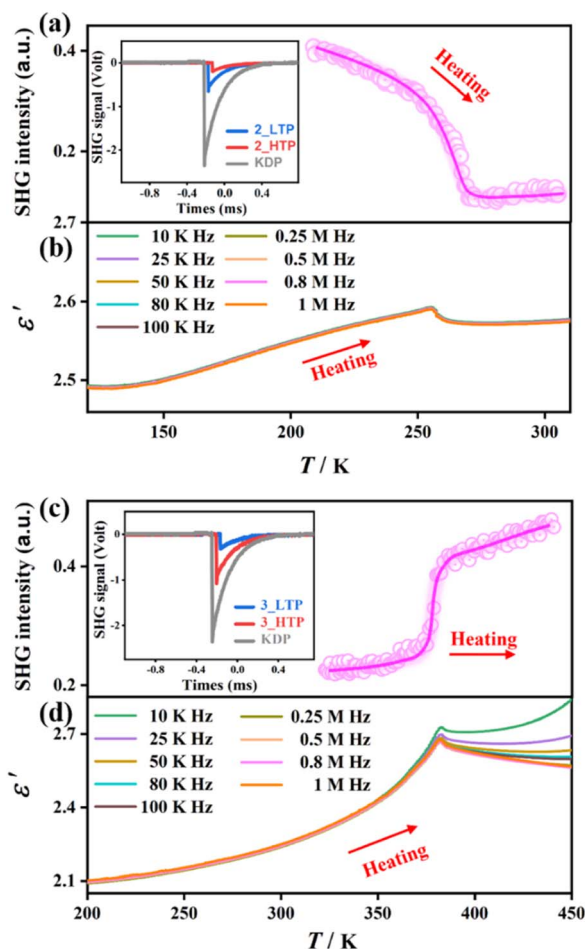 (a)
SHG intensity (a.u.)
0.4
0.2
2.7
SHG signal (Volt)
0
-1
-2
2_LTP
2_HTP
KDP
-0.8 -0.4 0.0 0.4
Times (ms)
Heating
(b)
10 K Hz 0.25 M Hz
25 K Hz 0.5 M Hz
50 K Hz 0.8 M Hz
80 K Hz 1 M Hz
100 K Hz
ε'
2.6
2.5
Heating
150 200 250 300
T / K
(c)
SHG intensity (a.u.)
0.4
0.2
SHG signal (Volt)
0
-1
-2
3_LTP
3_HTP
KDP
-0.8 -0.4 0.0 0.4
Times (ms)
Heating
(d)
10 K Hz 0.25 M Hz
25 K Hz 0.5 M Hz
50 K Hz 0.8 M Hz
80 K Hz 1 M Hz
100 K Hz
ε'
2.7
2.4
2.1
Heating
200 250 300 350 400 450
T / K